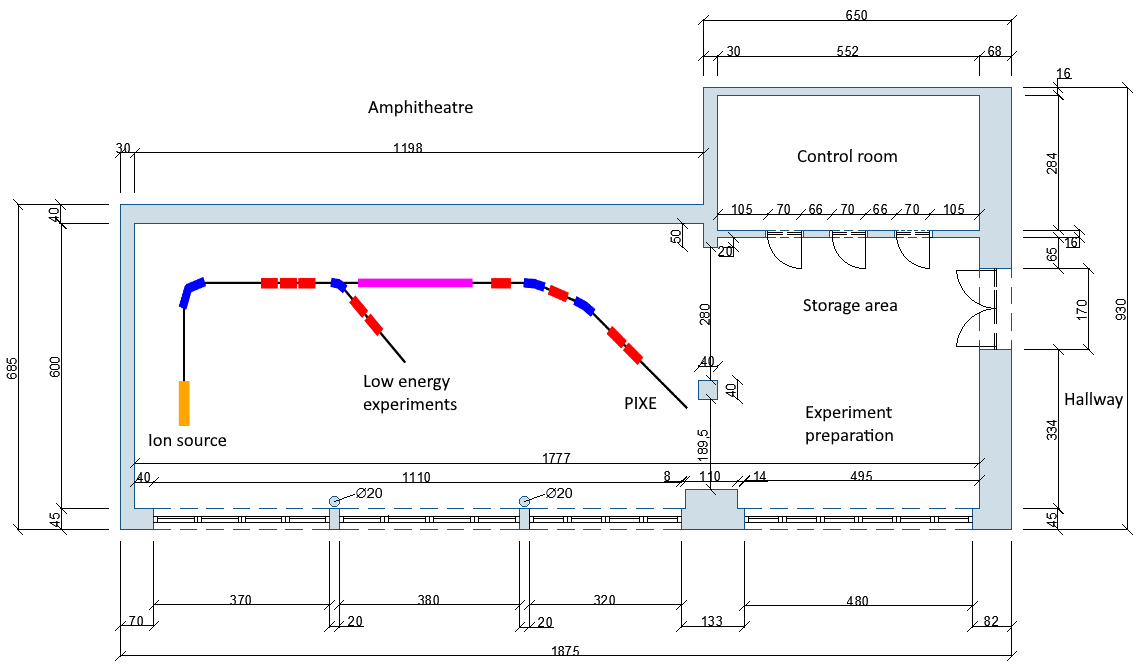 650
30 552 68
16
Amphitheatre
30 1198
Control room
284
105 70 66 70 66 70 105
40
50
20
16
65
Storage area
280
170
930
685
600
40
40
Low energy
experiments
PIXE
Ion source
Experiment
preparation
Hallway
334
189,5
1777
40 1110 8 110 14 495
Ø20 Ø20
45
45
370 380 320 480
70 20 20 133 82
1875